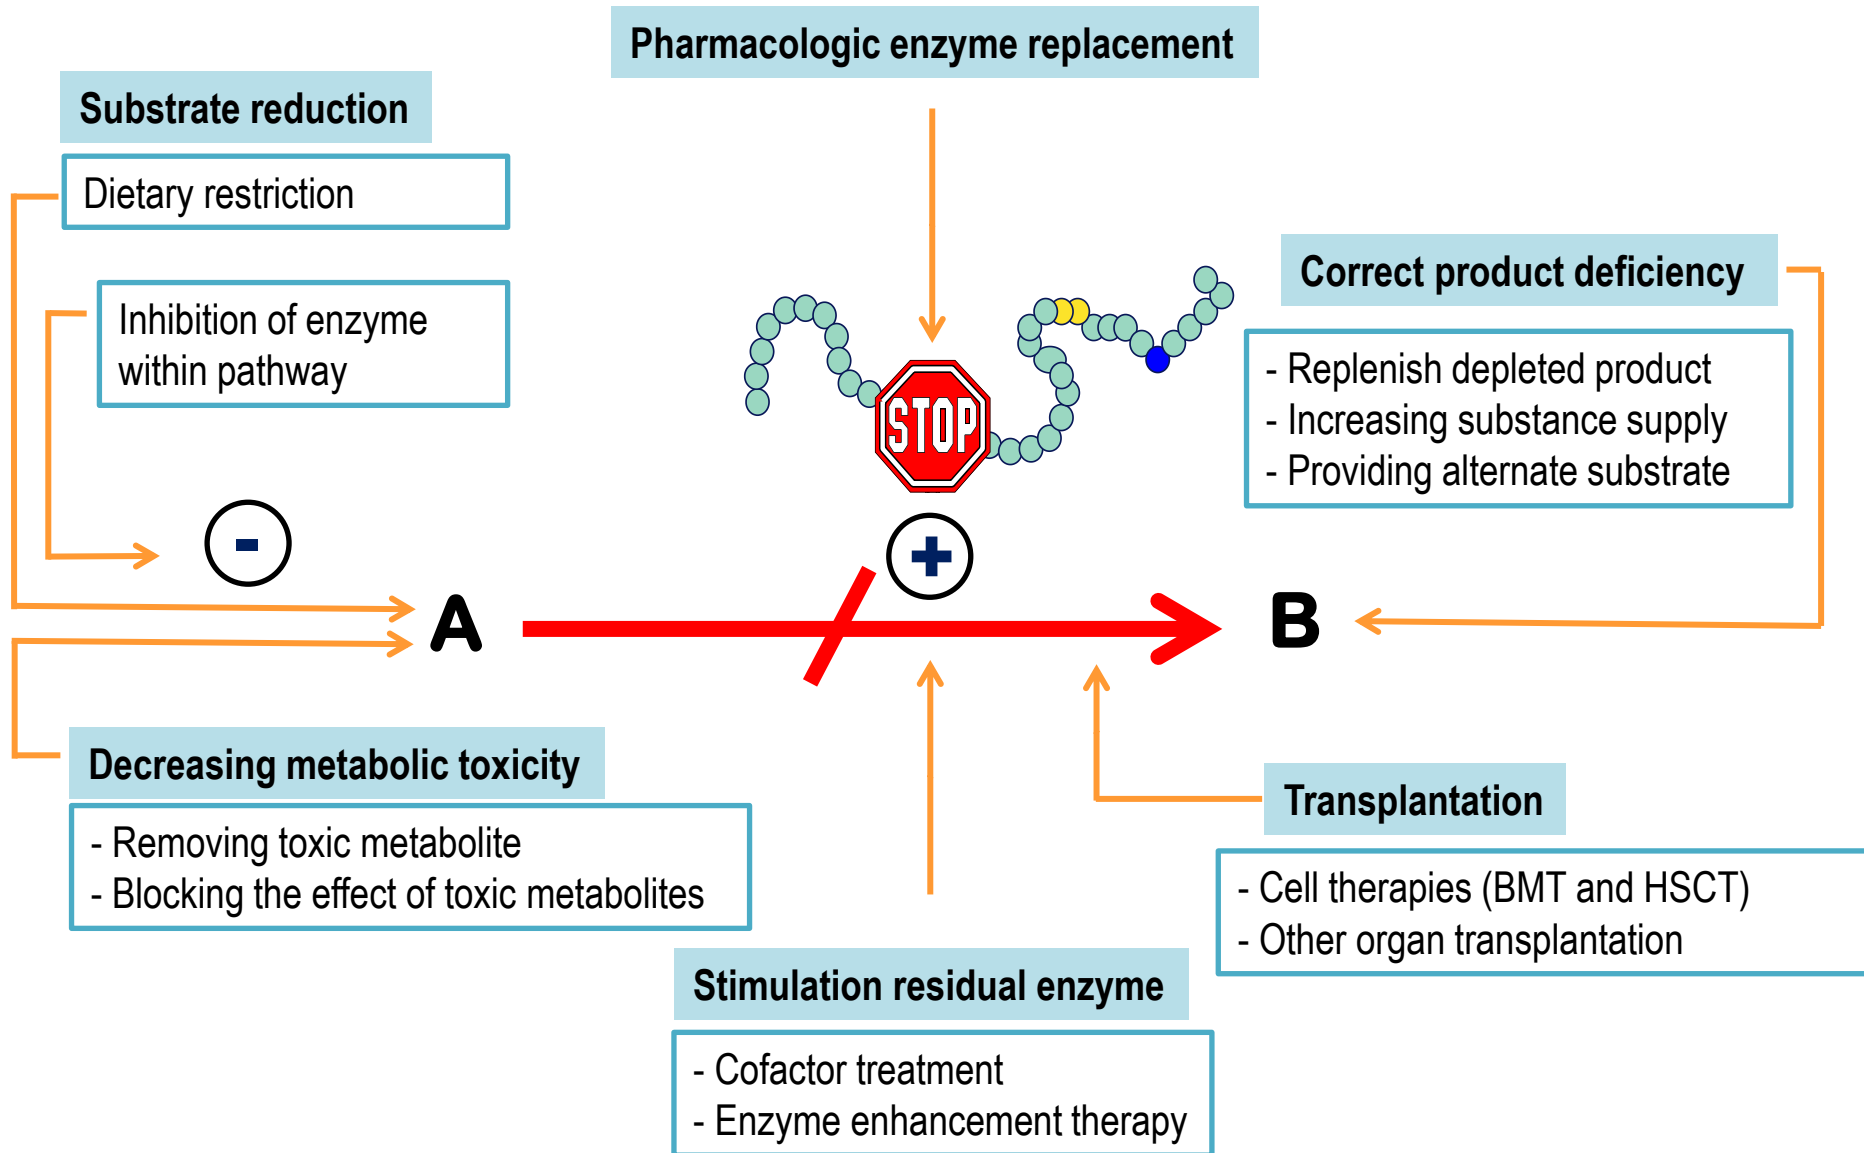 Pharmacologic enzyme replacement
Substrate reduction
Dietary restriction
Inhibition of enzyme
within pathway
Correct product deficiency
- Replenish depleted product
- Increasing substance supply
- Providing alternate substrate
STOP
-
+
A
B
Decreasing metabolic toxicity
- Removing toxic metabolite
- Blocking the effect of toxic metabolites
Transplantation
- Cell therapies (BMT and HSCT)
- Other organ transplantation
Stimulation residual enzyme
- Cofactor treatment
- Enzyme enhancement therapy